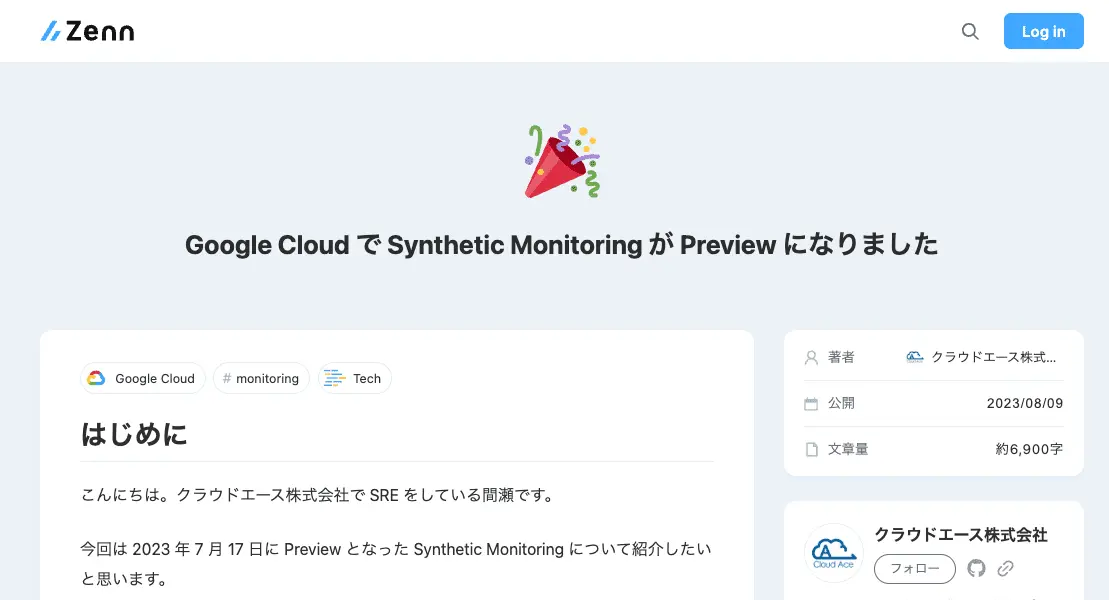 Zenn
Log in
Google Cloud で Synthetic Monitoring が Preview になりました
Google Cloud
# monitoring
Tech
はじめに
こんにちは。クラウドエース株式会社で SRE をしている間瀬です。
今回は 2023 年 7 月 17 日に Preview となった Synthetic Monitoring について紹介したい
と思います。
著者
クラウドエース株式...
公開
2023/08/09
文章量
約6,900字
Cloud Ace
クラウドエース株式会社
フォロー